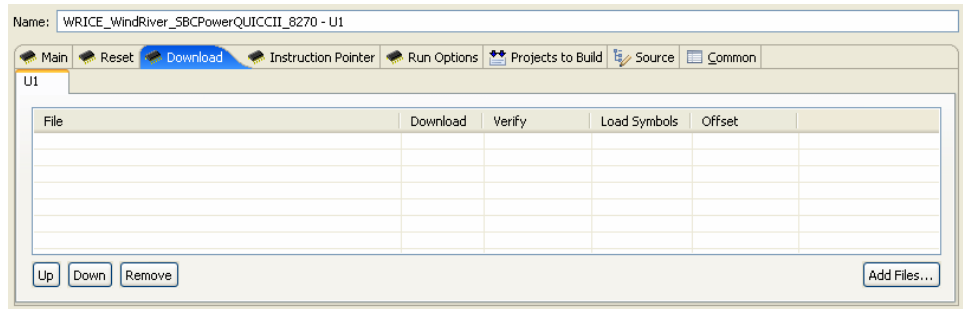 Name: WRICE_WindRiver_SBCPowerQUICCII_8270 - U1
Main Reset Download Instruction Pointer Run Options Projects to Build Source Common
U1
File Download Verify Load Symbols Offset
Up Down Remove Add Files...